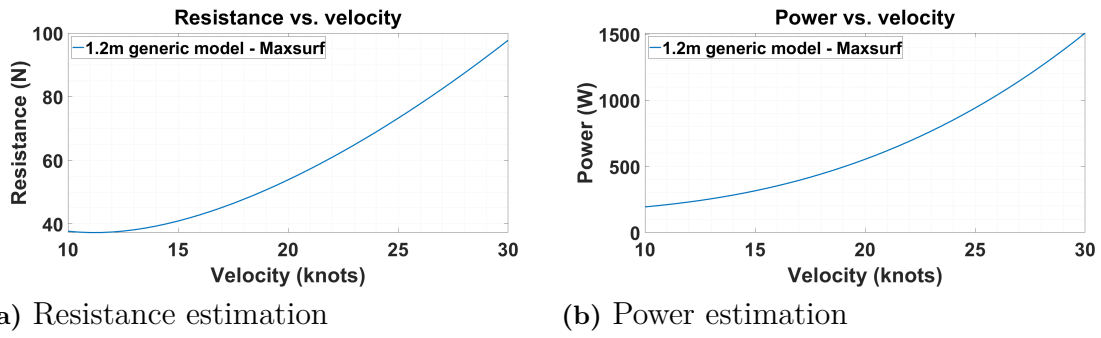 Resistance vs. velocity
1.2m generic model - Maxsurf
Resistance (N)
100
80
60
40
10 15 20 25 30
Velocity (knots)
a) Resistance estimation
Power vs. velocity
1.2m generic model - Maxsurf
Power (W)
1500
1000
500
0
10 15 20 25 30
Velocity (knots)
(b) Power estimation